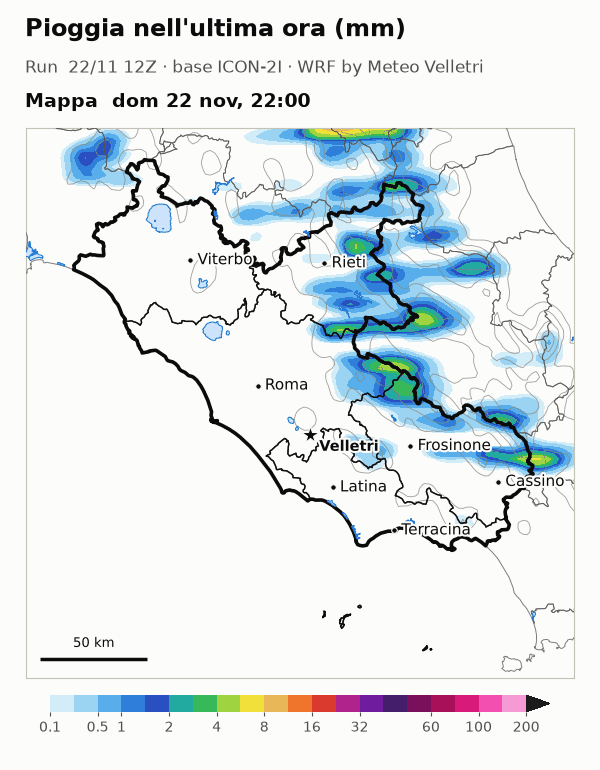 Pioggia nell'ultima ora (mm)
Run  22/11 12Z · base ICON-2I · WRF by Meteo Velletri
Mappa  dom 22 nov, 22:00
Viterbo
Rieti
Roma
Velletri
Frosinone
Latina
Cassino
Terracina
50 km
0.1 0.5 1 2 4 8 16 32 60 100 200